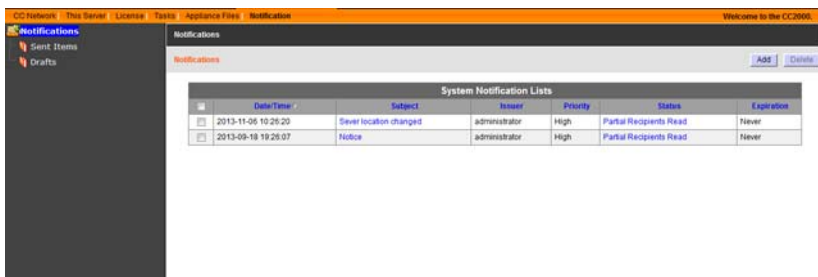 CC Network This Server License Tasks Appliance Files Notification Welcome to the CC2000.
Notifications
Sent Items
Drafts
Notifications
Notifications Add Delete
System Notification Lists
Date/Time Subject Issuer Priority Status Expiration
2013-11-06 10:26:20 Sever location changed administrator High Partial Recipients Read Never
2013-09-18 19:26:07 Notice administrator High Partial Recipients Read Never